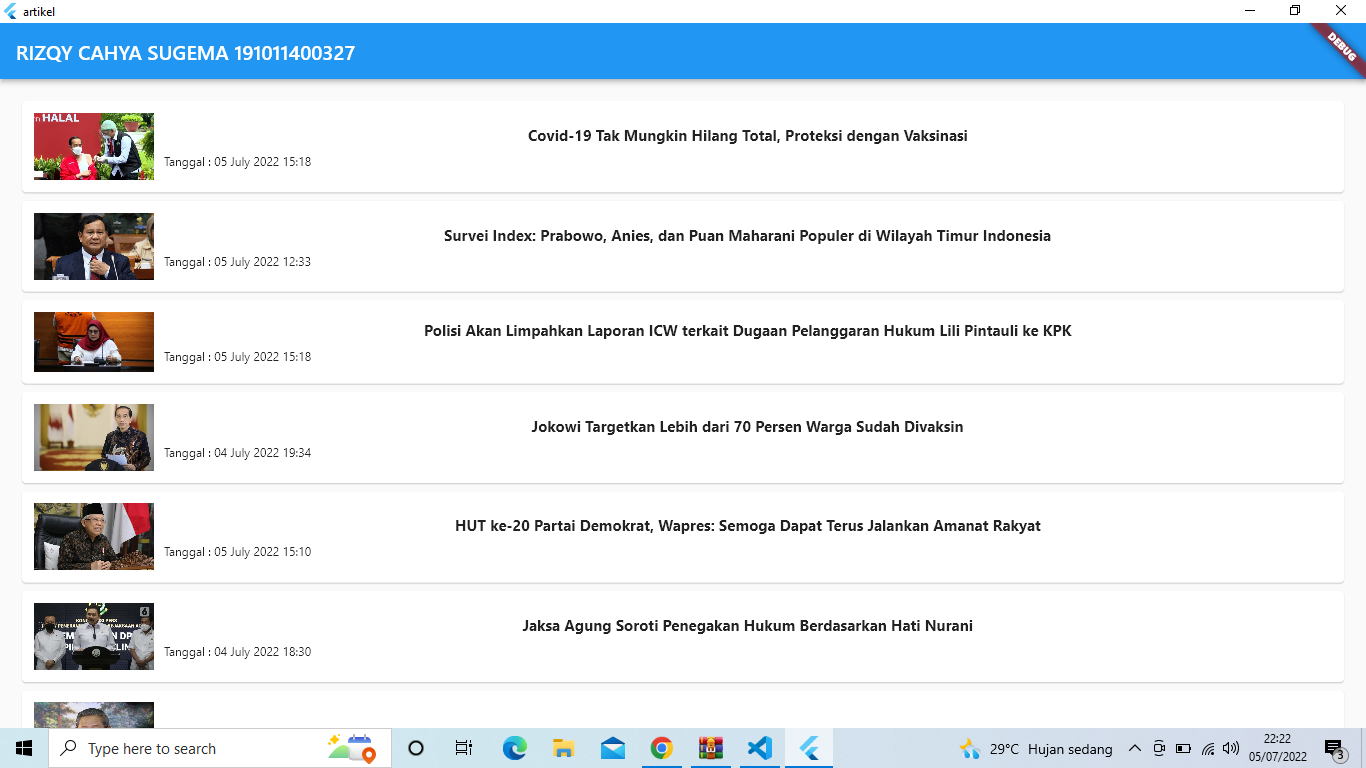 artikel
RIZQY CAHYA SUGEMA 191011400327
DEBUG
HALAL
Covid-19 Tak Mungkin Hilang Total, Proteksi dengan Vaksinasi
Tanggal : 05 July 2022 15:18
Survei Index: Prabowo, Anies, dan Puan Maharani Populer di Wilayah Timur Indonesia
Tanggal : 05 July 2022 12:33
Polisi Akan Limpahkan Laporan ICW terkait Dugaan Pelanggaran Hukum Lili Pintauli ke KPK
Tanggal : 05 July 2022 15:18
Jokowi Targetkan Lebih dari 70 Persen Warga Sudah Divaksin
Tanggal : 04 July 2022 19:34
HUT ke-20 Partai Demokrat, Wapres: Semoga Dapat Terus Jalankan Amanat Rakyat
Tanggal : 05 July 2022 15:10
Jaksa Agung Soroti Penegakan Hukum Berdasarkan Hati Nurani
Tanggal : 04 July 2022 18:30
Type here to search
29°C Hujan sedang
22:22
05/07/2022
3